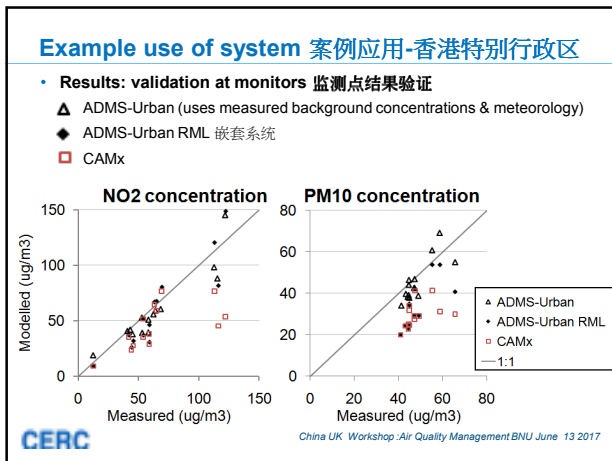 Example use of system 案例应用-香港特别行政区
• Results: validation at monitors 监测点结果验证
ADMS-Urban (uses measured background concentrations & meteorology)
ADMS-Urban RML 嵌套系统
CAMx
NO2 concentration
150
100
50
0
0 50 100 150
Modelled (ug/m3)
Measured (ug/m3)
PM10 concentration
80
60
40
20
0
0 20 40 60 80
Measured (ug/m3)
ADMS-Urban
ADMS-Urban RML
CAMx
1:1
CERC
China UK Workshop :Air Quality Management BNU June 13 2017